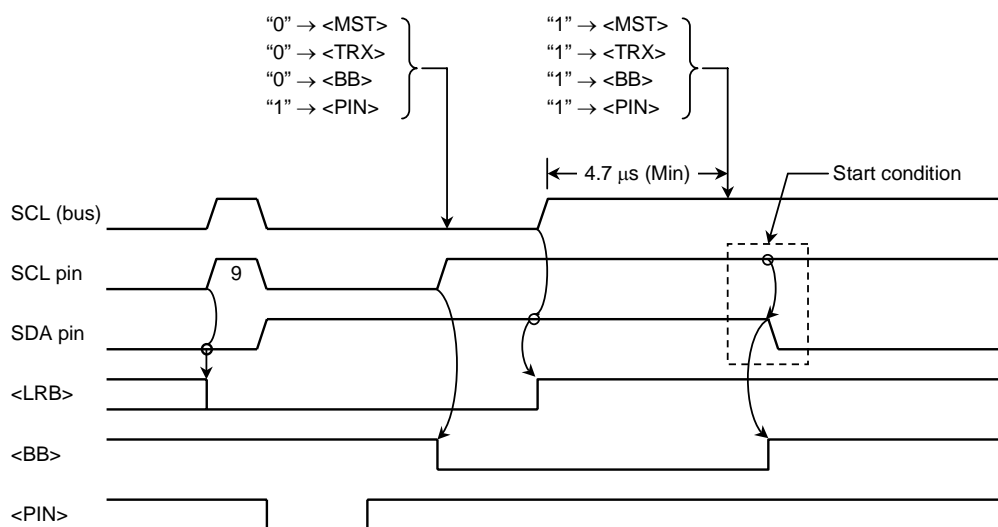 “0” → <MST>
“0” → <TRX>
“0” → <BB>
“1” → <PIN>
“1” → <MST>
“1” → <TRX>
“1” → <BB>
“1” → <PIN>
4.7 μs (Min)
Start condition
SCL (bus)
SCL pin
9
SDA pin
<LRB>
<BB>
<PIN>